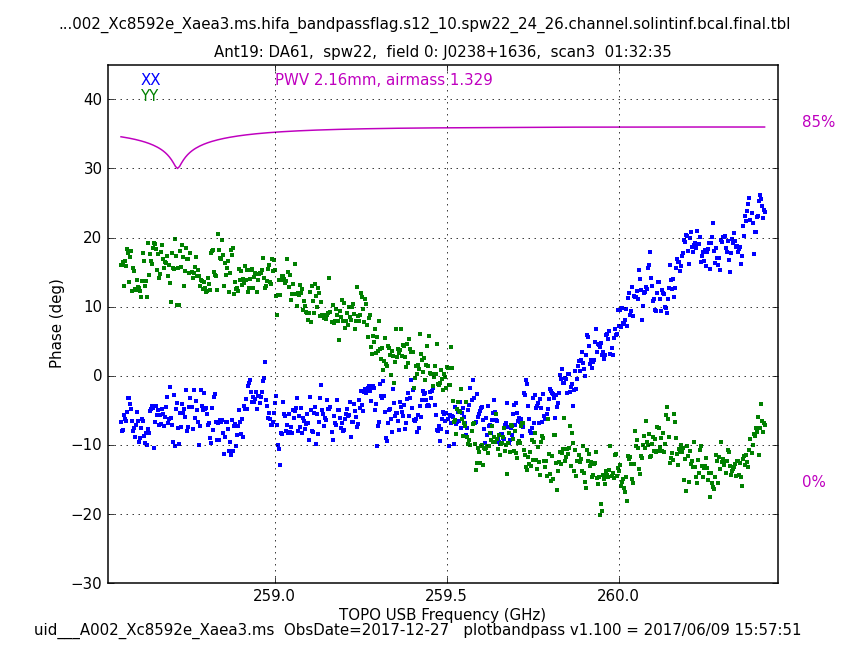 ...002_Xc8592e_Xaea3.ms.hifa_bandpassflag.s12_10.spw22_24_26.channel.solintinf.bcal.final.tbl
Ant19: DA61, spw22, field 0: J0238+1636, scan3 01:32:35
XX
PWV 2.16mm, airmass 1.329
YY
40
85%
30
20
10
Phase (deg)
0
−10
0%
−20
−30
259.0 259.5 260.0
TOPO USB Frequency (GHz)
uid___A002_Xc8592e_Xaea3.ms ObsDate=2017-12-27 plotbandpass v1.100 = 2017/06/09 15:57:51